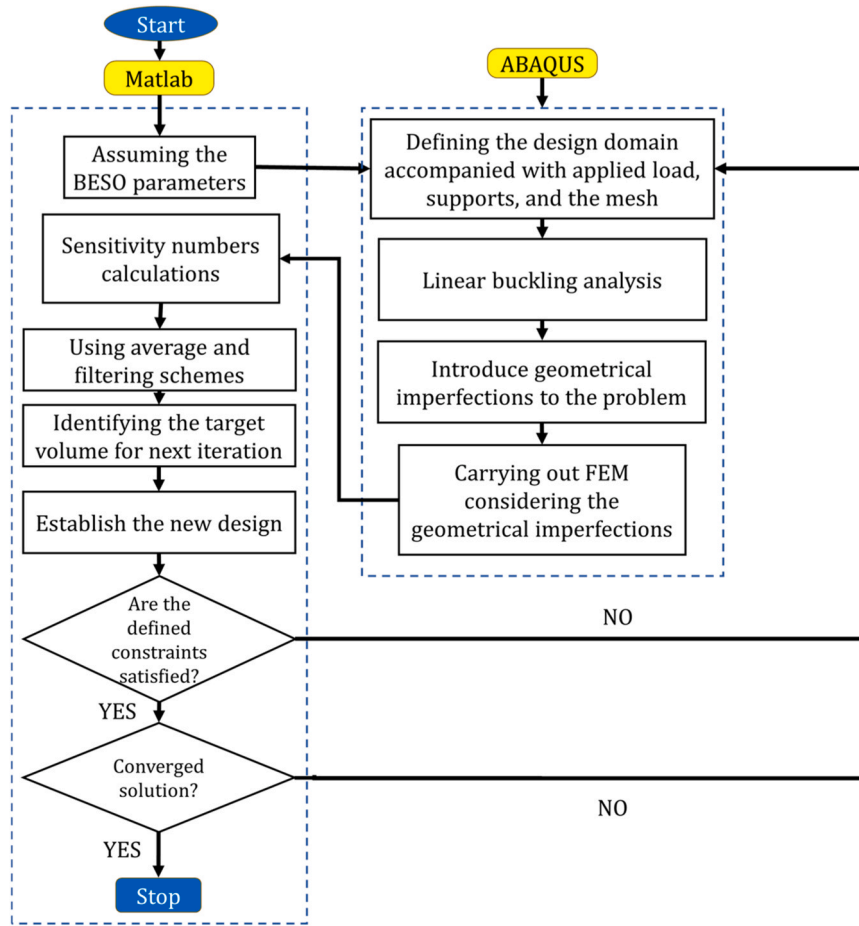 Start
Matlab
Assuming the
BESO parameters
Sensitivity numbers
calculations
Using average and
filtering schemes
Identifying the target
volume for next iteration
Establish the new design
Are the
defined
constraints
satisfied?
YES
NO
Converged
solution?
YES
NO
Stop
ABAQUS
Defining the design domain
accompanied with applied load,
supports, and the mesh
Linear buckling analysis
Introduce geometrical
imperfections to the problem
Carrying out FEM
considering the
geometrical imperfections